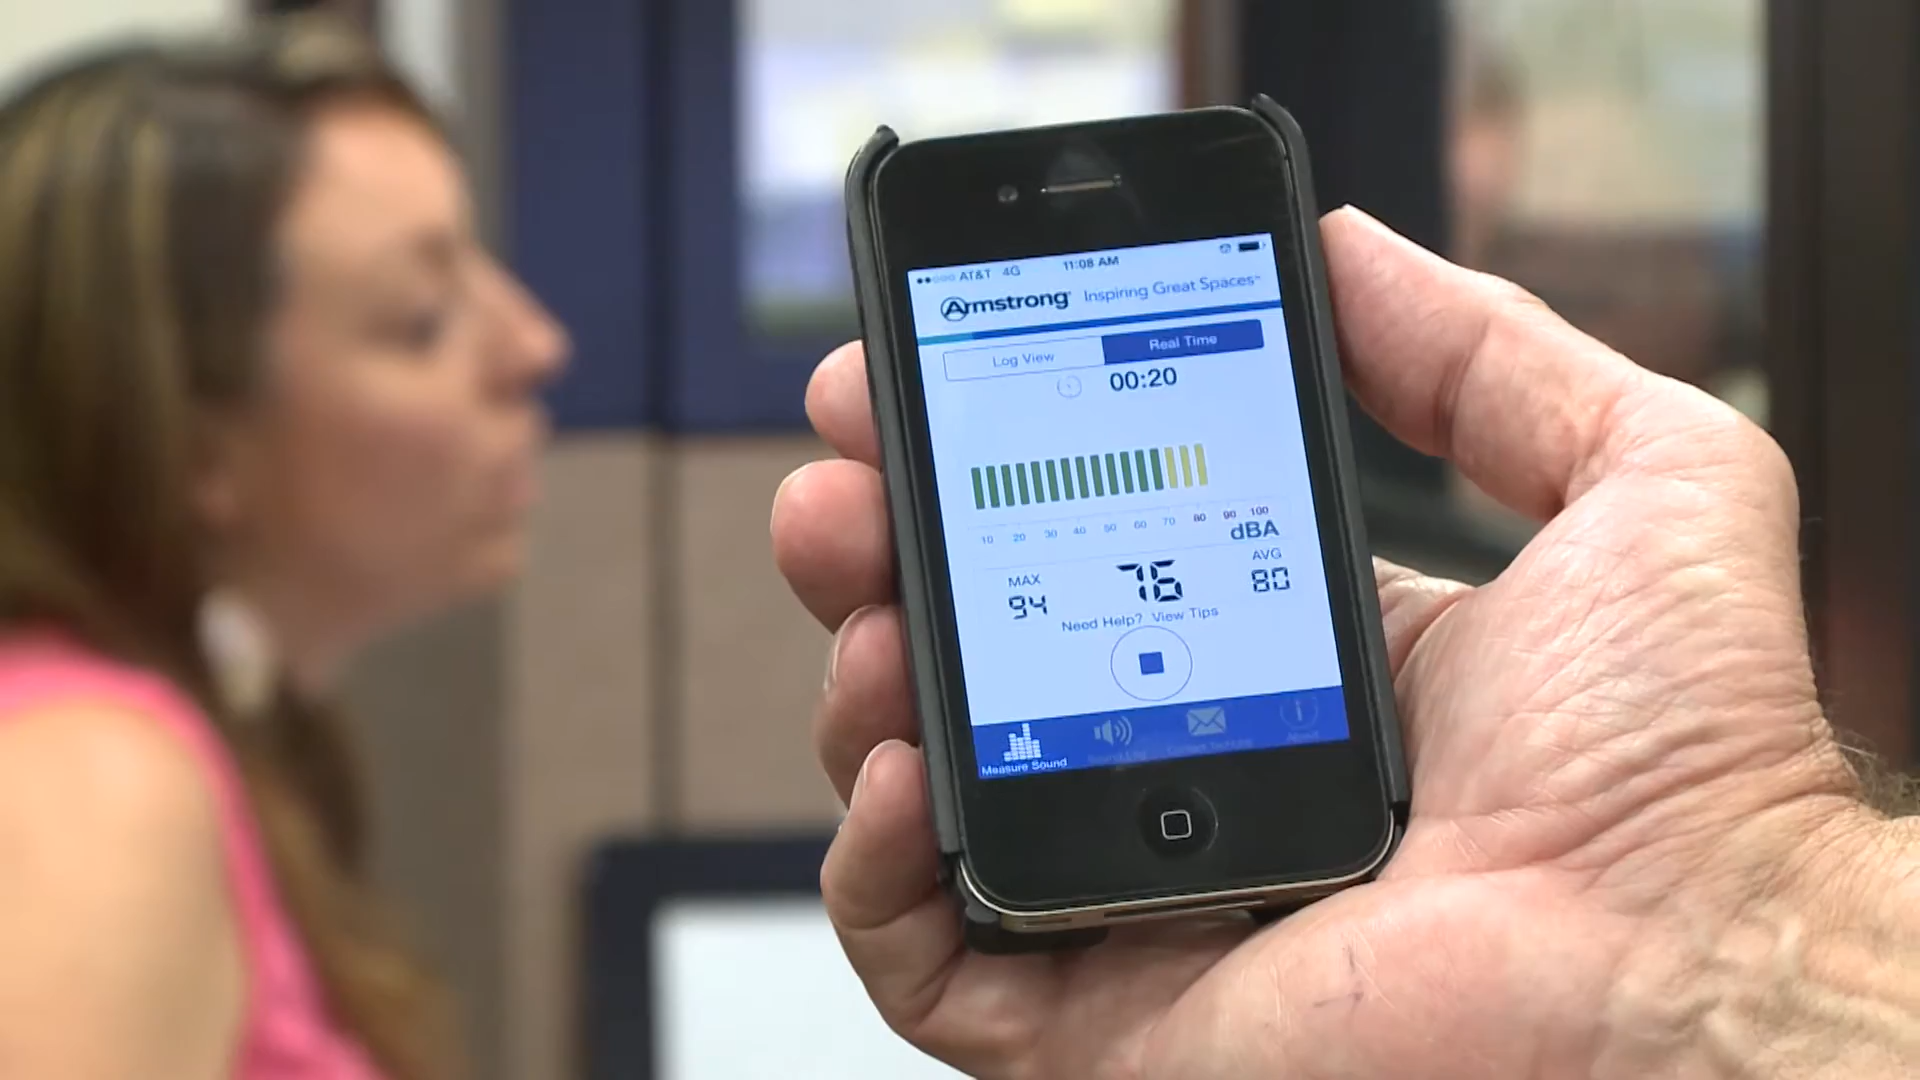 AT&T 4G 11:08 AM
Armstrong Inspiring Great Spaces™
Log View Real Time
00:20
10 20 30 40 50 60 70 80 90 100
dBA
MAX 76 AVG
94 80
Need Help? View Tips
Measure Sound